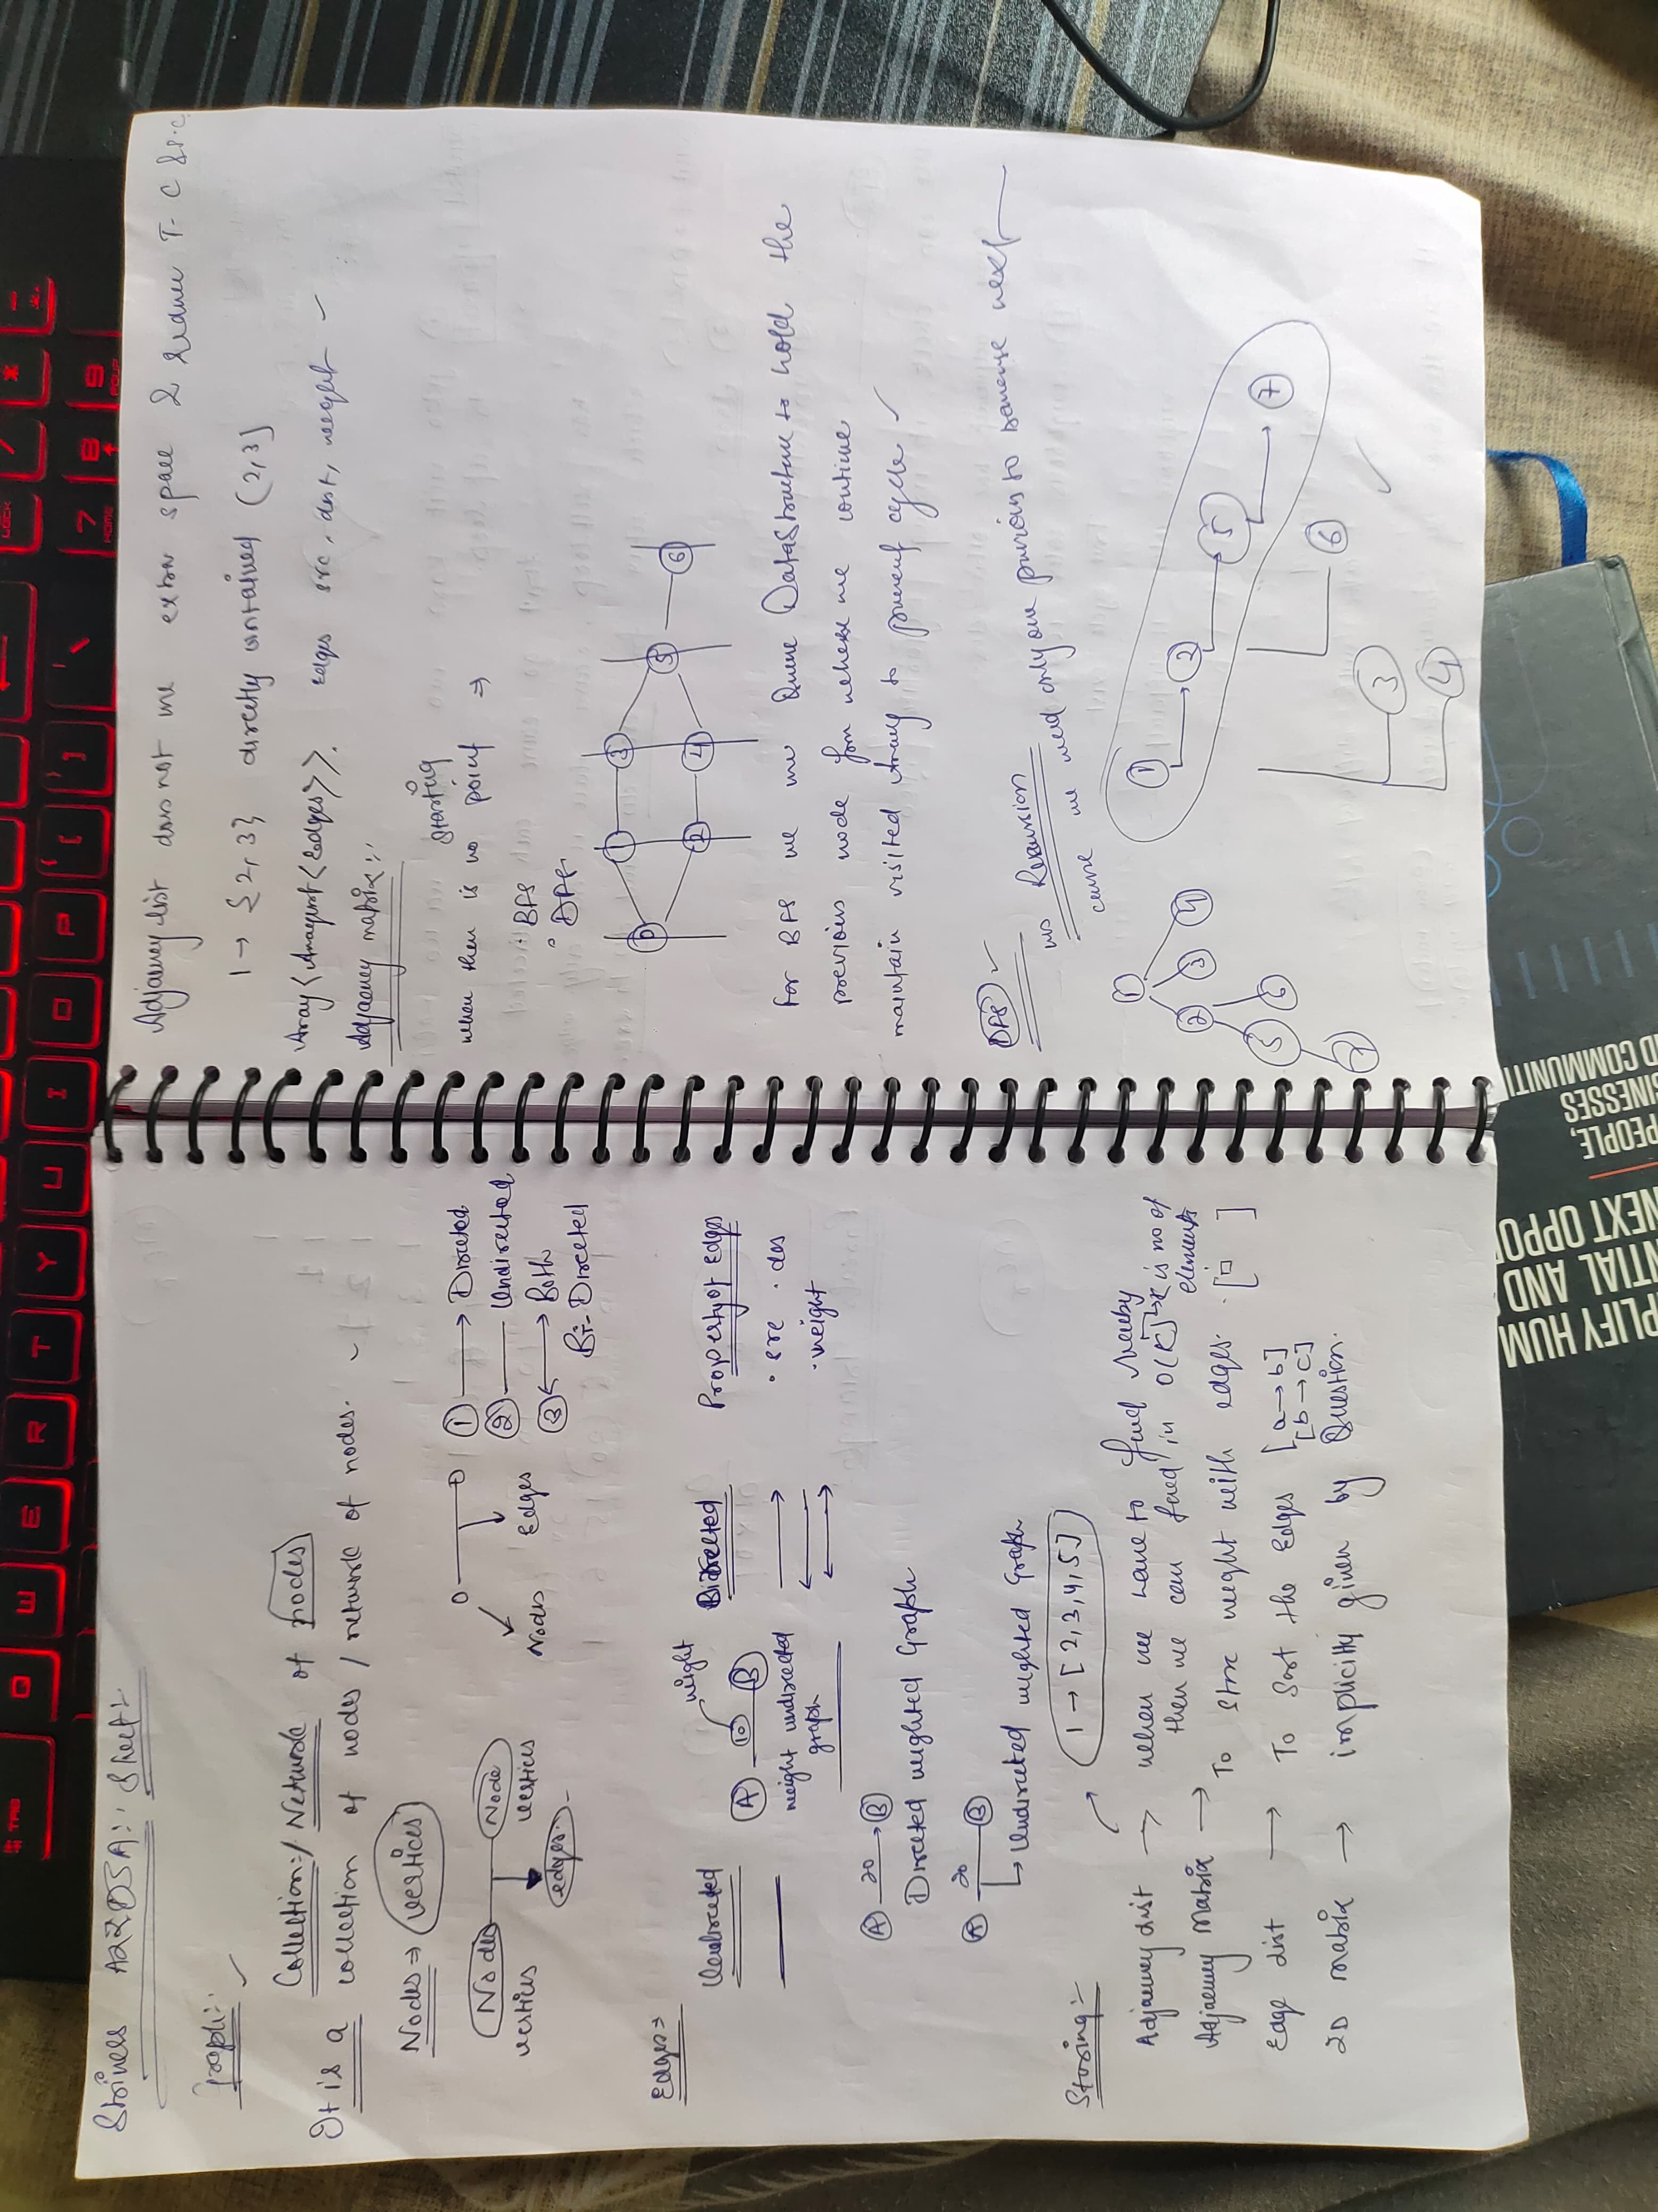 TAB Q W E R T Y U I O P { [ } ] \ LOCK / * -
7 HOME 8 9 PGUP
Striness A2ZDSA:. Sheet:-
Graph:.
Collection:/ Network of nodes
It is a collection of nodes / network of nodes.
Nodes ⇒ vertices
Nodes Node
vertius vertius
edges.
Nodes Edges
1 → Directed
2 — Undirected
3 ↔ Both
Bi-Directed
Edges ⇒
Undirected weight Bidirected Property of Edges
A 10 B
weight undirected graph
. src . des
. weight
A 20 → B
Directed weighted Graph
A 20 B
↳ Undirected weighted Graph
Storing:-
1 → [2,3,4,5]
Adjaceney List → when we have to find Nearby
then we can find in O(K) ↳ K is no of elements
Adjaceney Matrix → To store weight with edges. [ ]
Edge List → To Sort the Edges [a → b]
[b → c]
2D matrix → implicitly given by Question.
Adjaceney list does not use extra space & reduce T-C & S.C
1 → {2, 3} directly contained (2,3]
Array<ArrayList<Edges>>. edges src, dest, weight
Adjaceney matrix:.
when then is no starting point ⇒
. BFS
. DFS
0 1 3
2 4 5 6
For BFS we use Queue DataStructure to hold the
previous node from where we continue
maintain visited Array to prevent cycle ✓
DFS ✓
use Recursion
cause we need only one previous to traverse next
1
2 3 4
5 6
7
1
2
5
7
6
3
4
PLIFY HUM
NTIAL AND
NEXT OPPO
PEOPLE,
SINESSES
ND COMMUNITI